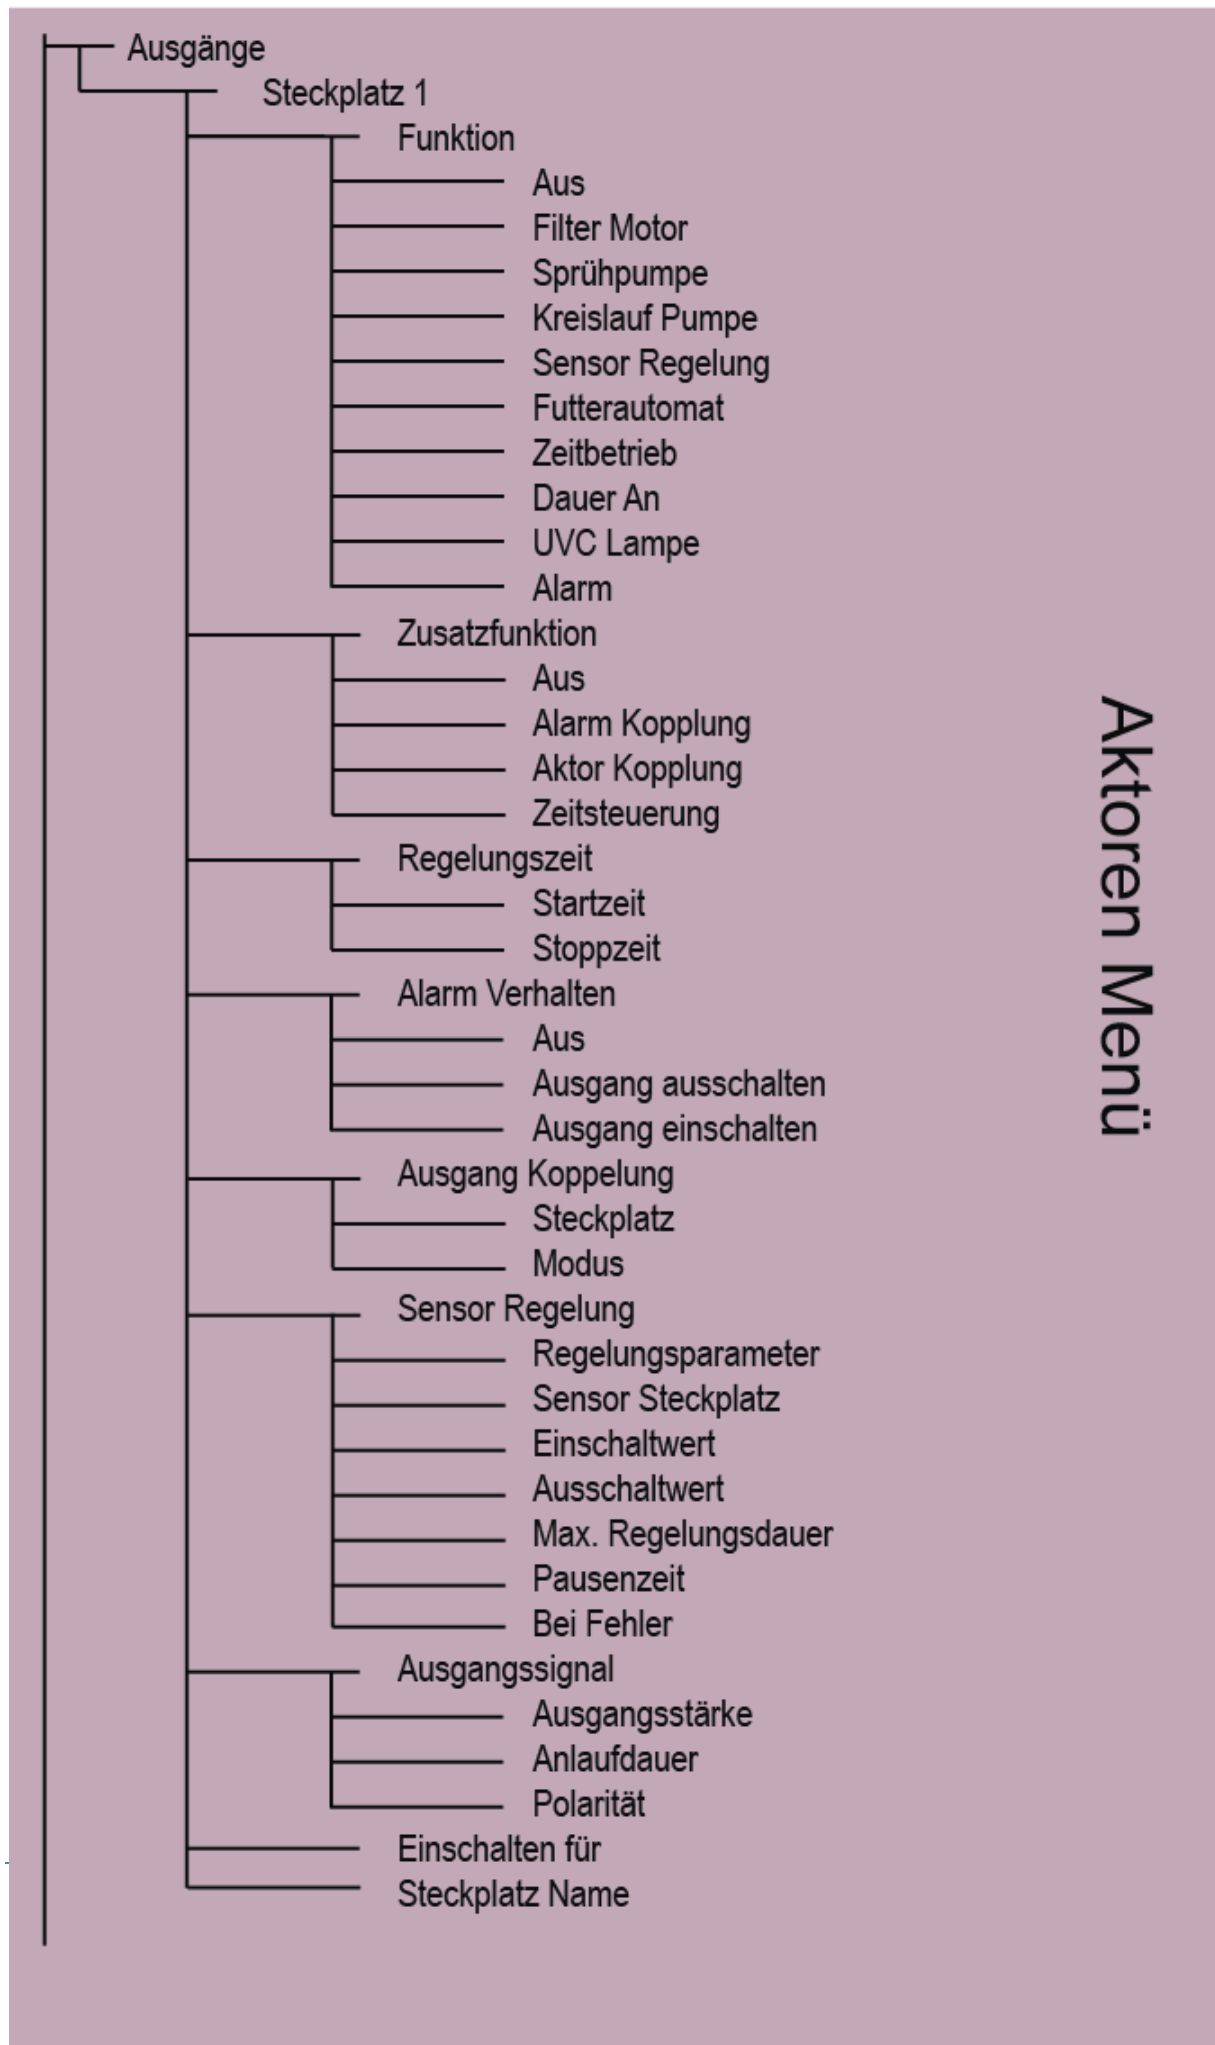 Ausgänge
Steckplatz 1
Funktion
Aus
Filter Motor
Sprühpumpe
Kreislauf Pumpe
Sensor Regelung
Futterautomat
Zeitbetrieb
Dauer An
UVC Lampe
Alarm
Zusatzfunktion
Aus
Alarm Kopplung
Aktor Kopplung
Zeitsteuerung
Regelungszeit
Startzeit
Stoppzeit
Alarm Verhalten
Aus
Ausgang ausschalten
Ausgang einschalten
Ausgang Koppelung
Steckplatz
Modus
Sensor Regelung
Regelungsparameter
Sensor Steckplatz
Einschaltwert
Ausschaltwert
Max. Regelungsdauer
Pausenzeit
Bei Fehler
Ausgangssignal
Ausgangsstärke
Anlaufdauer
Polarität
Einschalten für
Steckplatz Name
Aktoren Menü